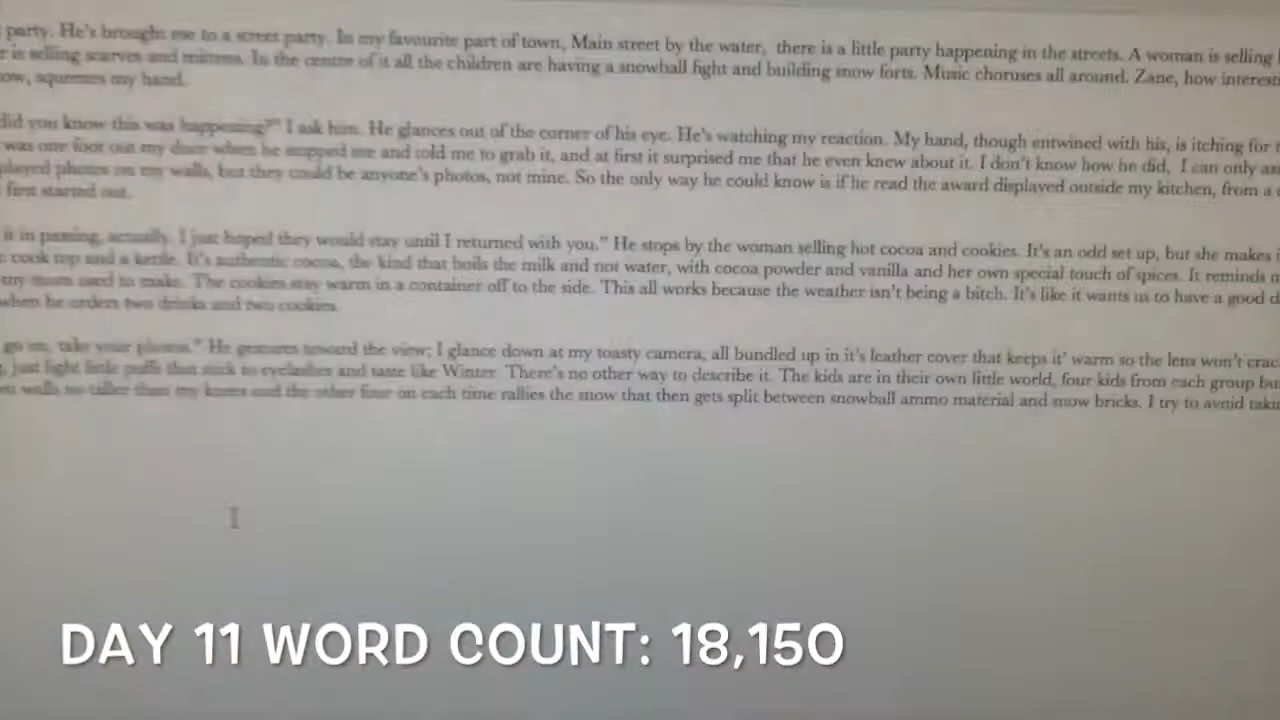 party. He's brought me to a street party. In my favourite part of town, Main street by the water, there is a little party happening in the streets. A woman is selling
is selling scarves and mittens. In the centre of it all the children are having a snowball fight and building snow forts. Music choruses all around. Zane, how interest
ow, squeezes my hand.
did you know this was happening?" I ask him. He glances out of the corner of his eye. He's watching my reaction. My hand, though entwined with his, is itching for
was one foot out my door when he stopped me and told me to grab it, and at first it surprised me that he even knew about it. I don't know how he did, I can only
played photos on my walls, but they could be anyone's photos, not mine. So the only way he could know is if he read the award displayed outside my kitchen, from a
first started out.
it in passing, actually. I just hoped they would stay until I returned with you." He stops by the woman selling hot cocoa and cookies. It's an odd set up, but she makes
cook top and a kettle. It's authentic cocoa, the kind that boils the milk and not water, with cocoa powder and vanilla and her own special touch of spices. It reminds
my mom used to make. The cookies stay warm in a container off to the side. This all works because the weather isn't being a bitch. It's like it wants us to have a good
when he orders two drinks and two cookies.
go on, take your photos." He gestures toward the view; I glance down at my toasty camera, all bundled up in it's leather cover that keeps it' warm so the lens won't crac
just light little puffs that stick to eyelashes and taste like Winter. There's no other way to describe it. The kids are in their own little world, four kids from each group
walls no taller than my knees and the other four on each time rallies the snow that then gets split between snowball ammo material and snow bricks. I try to avoid
DAY 11 WORD COUNT: 18,150